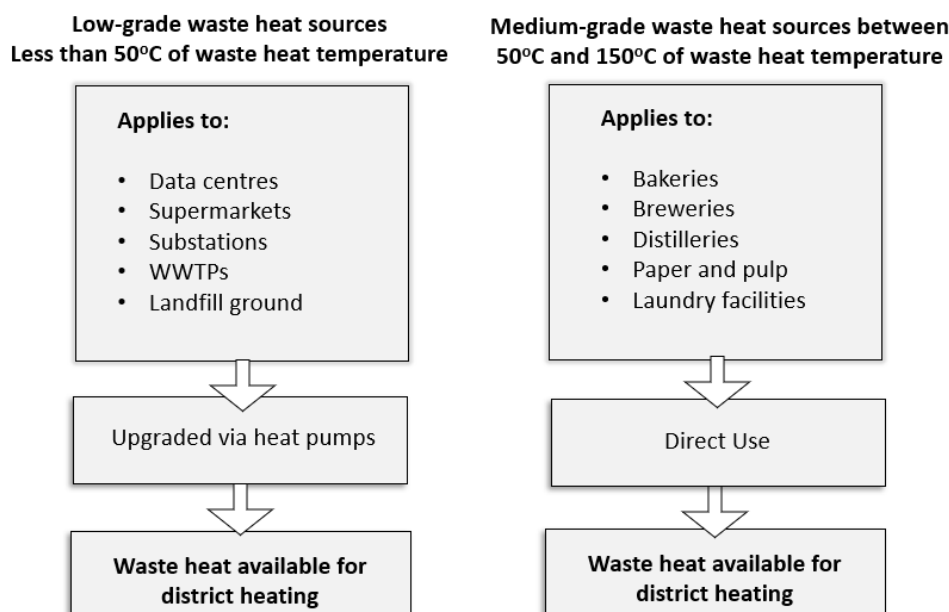 Low-grade waste heat sources
Less than 50°C of waste heat temperature
Applies to:
• Data centres
• Supermarkets
• Substations
• WWTPs
• Landfill ground
Upgraded via heat pumps
Waste heat available for
district heating
Medium-grade waste heat sources between
50°C and 150°C of waste heat temperature
Applies to:
• Bakeries
• Breweries
• Distilleries
• Paper and pulp
• Laundry facilities
Direct Use
Waste heat available for
district heating